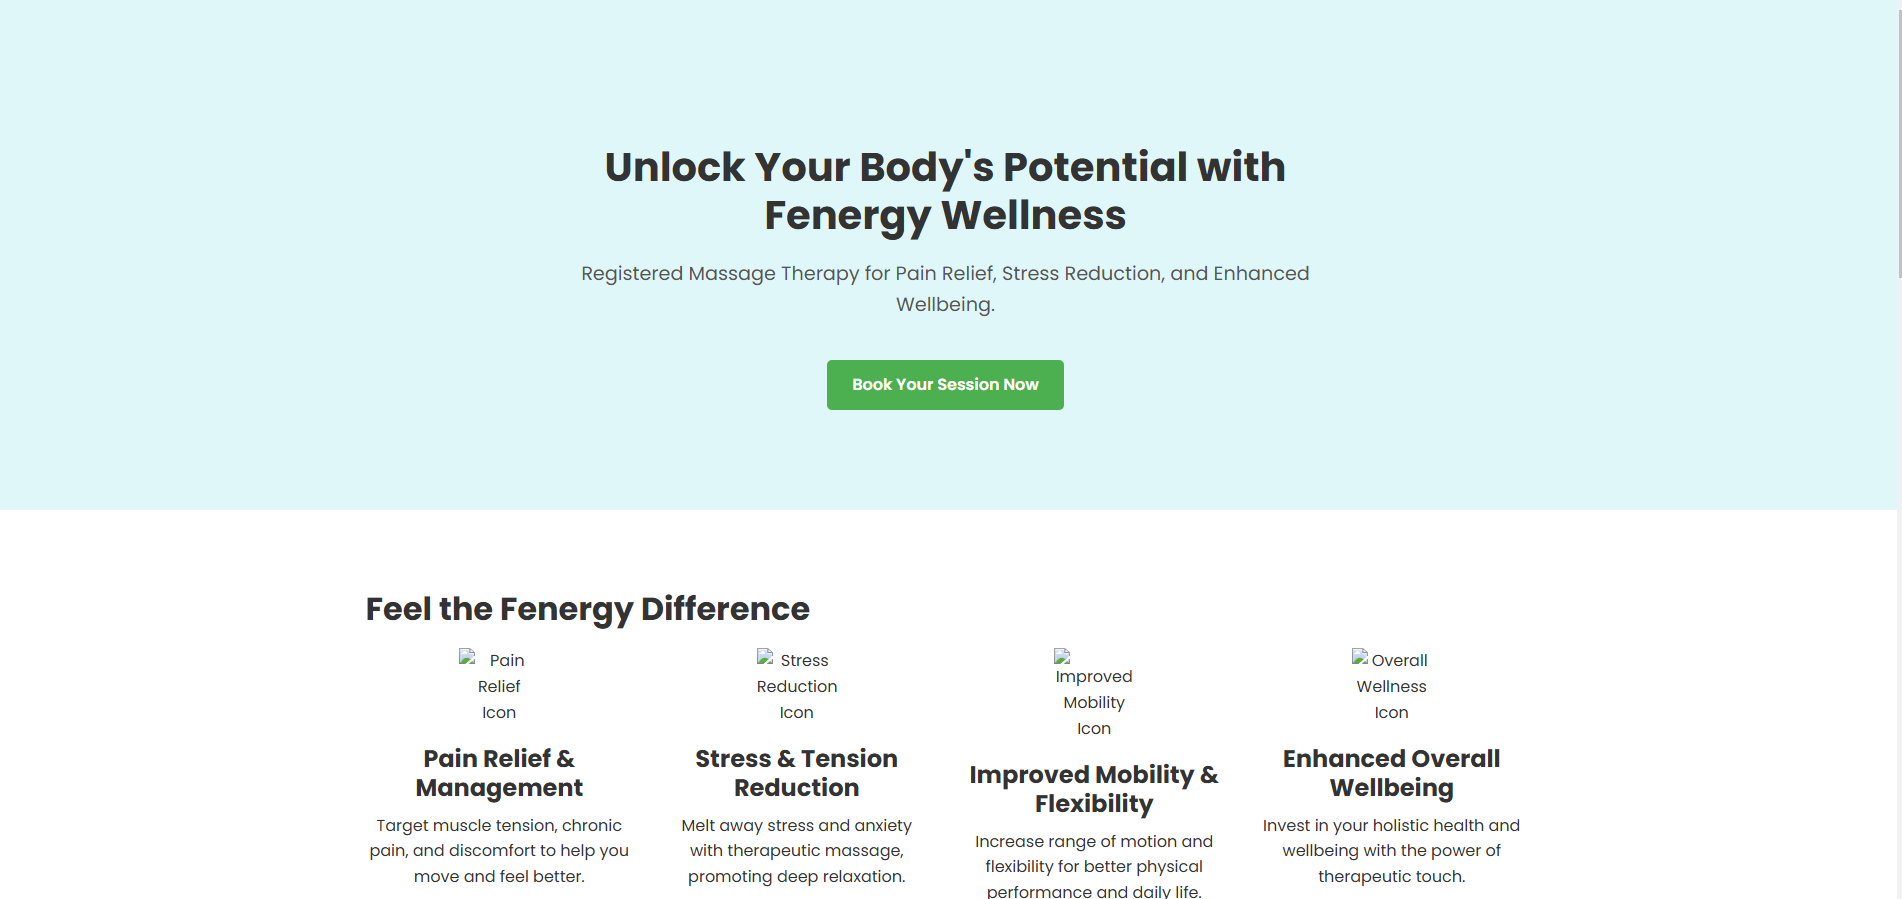 Unlock Your Body's Potential with
Fenergy Wellness
Registered Massage Therapy for Pain Relief, Stress Reduction, and Enhanced
Wellbeing.
Book Your Session Now
Feel the Fenergy Difference
Pain
Relief
Icon
Pain Relief &
Management
Target muscle tension, chronic
pain, and discomfort to help you
move and feel better.
Stress
Reduction
Icon
Stress & Tension
Reduction
Melt away stress and anxiety
with therapeutic massage,
promoting deep relaxation.
Improved
Mobility
Icon
Improved Mobility &
Flexibility
Increase range of motion and
flexibility for better physical
performance and daily life.
Overall
Wellness
Icon
Enhanced Overall
Wellbeing
Invest in your holistic health and
wellbeing with the power of
therapeutic touch.